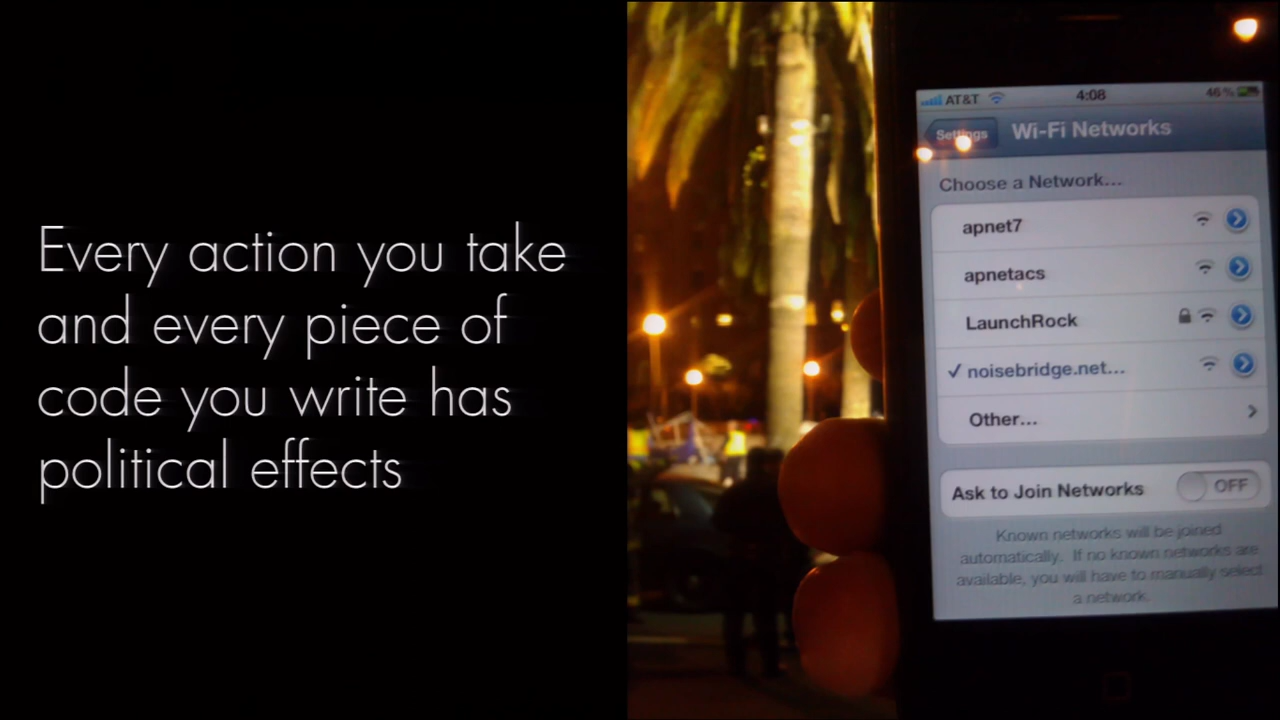 Every action you take
and every piece of
code you write has
political effects
AT&T 4:08 46%
Settings Wi-Fi Networks
Choose a Network...
apnet7
apnetacs
LaunchRock
✓ noisebridge.net...
Other...
Ask to Join Networks OFF
Known networks will be joined
automatically. If no known networks are
available, you will have to manually select
a network.